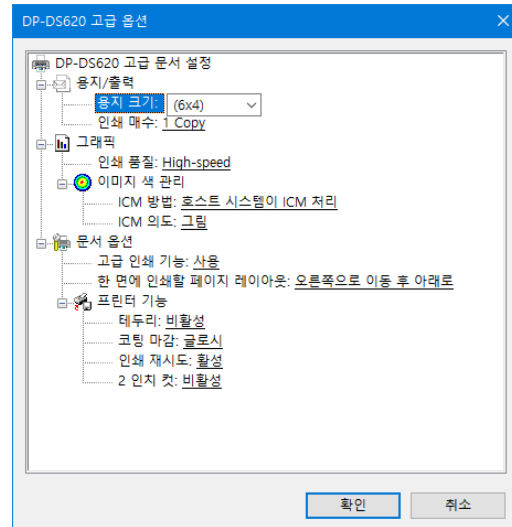 DP-DS620 고급 옵션
DP-DS620 고급 문서 설정
용지/출력
용지 크기: (6x4)
인쇄 매수: 1 Copy
그래픽
인쇄 품질: High-speed
이미지 색 관리
ICM 방법: 호스트 시스템이 ICM 처리
ICM 의도: 그림
문서 옵션
고급 인쇄 기능: 사용
한 면에 인쇄할 페이지 레이아웃: 오른쪽으로 이동 후 아래로
프린터 기능
테두리: 비활성
코팅 마감: 글로시
인쇄 재시도: 활성
2 인치 컷: 비활성
확인 취소